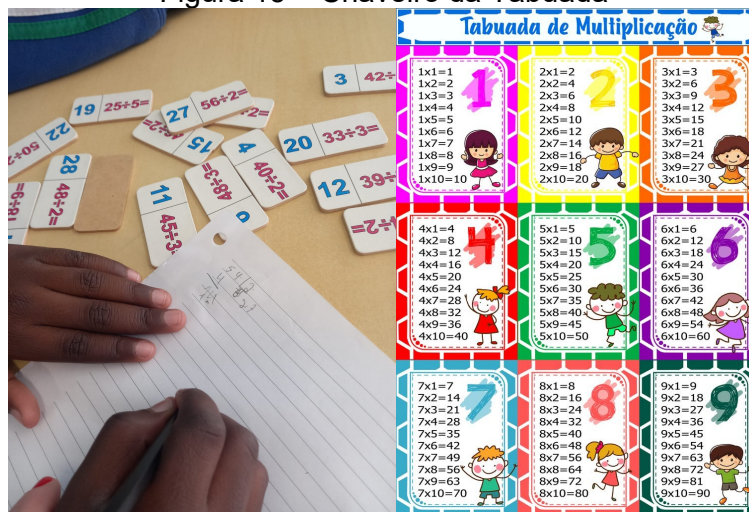 Figura – Chaveiro da Tabuada
3 42÷
19 25÷5=
27 56÷2=
÷2=
22 50÷
15
4 40÷2=
20 33÷3=
28 49÷2=
11 45÷3
48÷3=
12 39÷
÷2=
Tabuada de Multiplicação
1
1x1=1
1x2=2
1x3=3
1x4=4
1x5=5
1x6=6
1x7=7
1x8=8
1x9=9
1x10=10
2
2x1=2
2x2=4
2x3=6
2x4=8
2x5=10
2x6=12
2x7=14
2x8=16
2x9=18
2x10=20
3
3x1=3
3x2=6
3x3=9
3x4=12
3x5=15
3x6=18
3x7=21
3x8=24
3x9=27
3x10=30
4
4x1=4
4x2=8
4x3=12
4x4=16
4x5=20
4x6=24
4x7=28
4x8=32
4x9=36
4x10=40
5
5x1=5
5x2=10
5x3=15
5x4=20
5x5=25
5x6=30
5x7=35
5x8=40
5x9=45
5x10=50
6
6x1=6
6x2=12
6x3=18
6x4=24
6x5=30
6x6=36
6x7=42
6x8=48
6x9=54
6x10=60
7
7x1=7
7x2=14
7x3=21
7x4=28
7x5=35
7x6=42
7x7=49
7x8=56
7x9=63
7x10=70
8
8x1=8
8x2=16
8x3=24
8x4=32
8x5=40
8x6=48
8x7=56
8x8=64
8x9=72
8x10=80
9
9x1=9
9x2=18
9x3=27
9x4=36
9x5=45
9x6=54
9x7=63
9x8=72
9x9=81
9x10=90